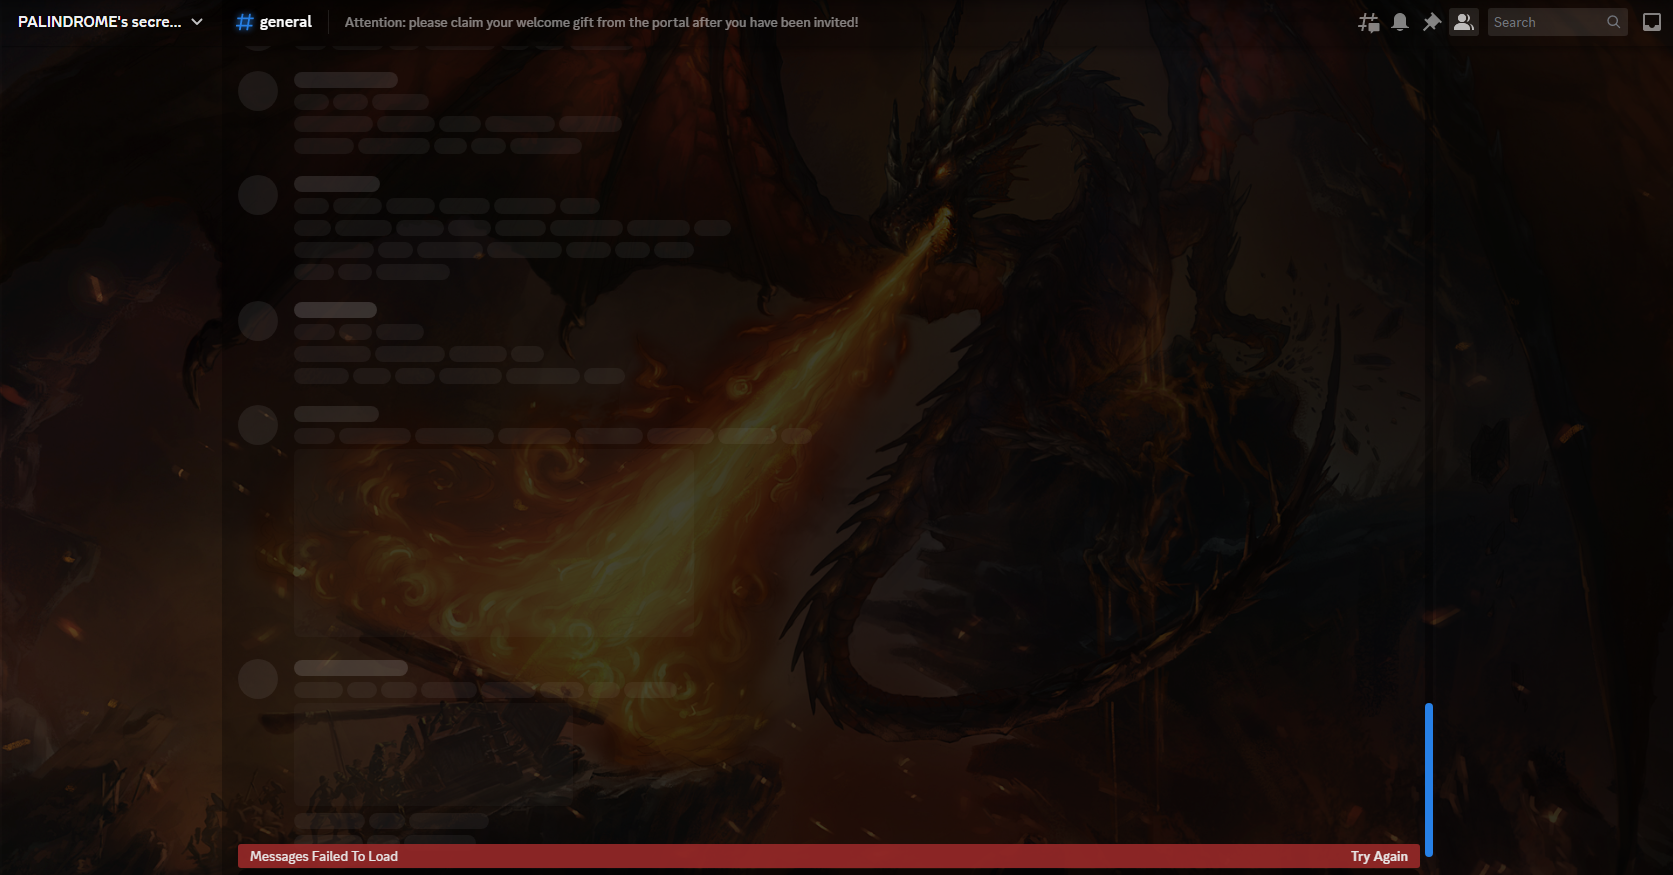 PALINDROME's secre...
general
Attention: please claim your welcome gift from the portal after you have been invited!
Search
Messages Failed To Load
Try Again